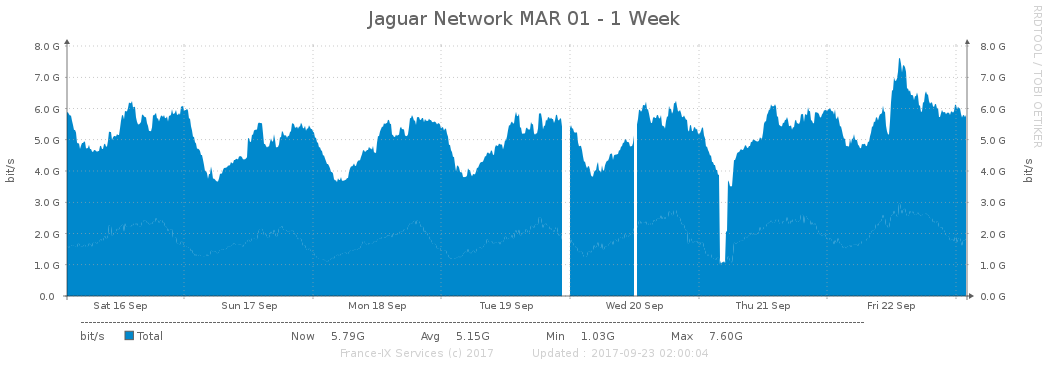 Jaguar Network MAR 01 - 1 Week
RRDTOOL / TOBI OETIKER
bit/s
8.0 G 8.0 G
7.0 G 7.0 G
6.0 G 6.0 G
5.0 G 5.0 G
4.0 G 4.0 G
3.0 G 3.0 G
2.0 G 2.0 G
1.0 G 1.0 G
0.0 0.0 G
bit/s
Sat 16 Sep Sun 17 Sep Mon 18 Sep Tue 19 Sep Wed 20 Sep Thu 21 Sep Fri 22 Sep
bit/s Total Now 5.79G Avg 5.15G Min 1.03G Max 7.60G
France-IX Services (c) 2017 Updated : 2017-09-23 02:00:04